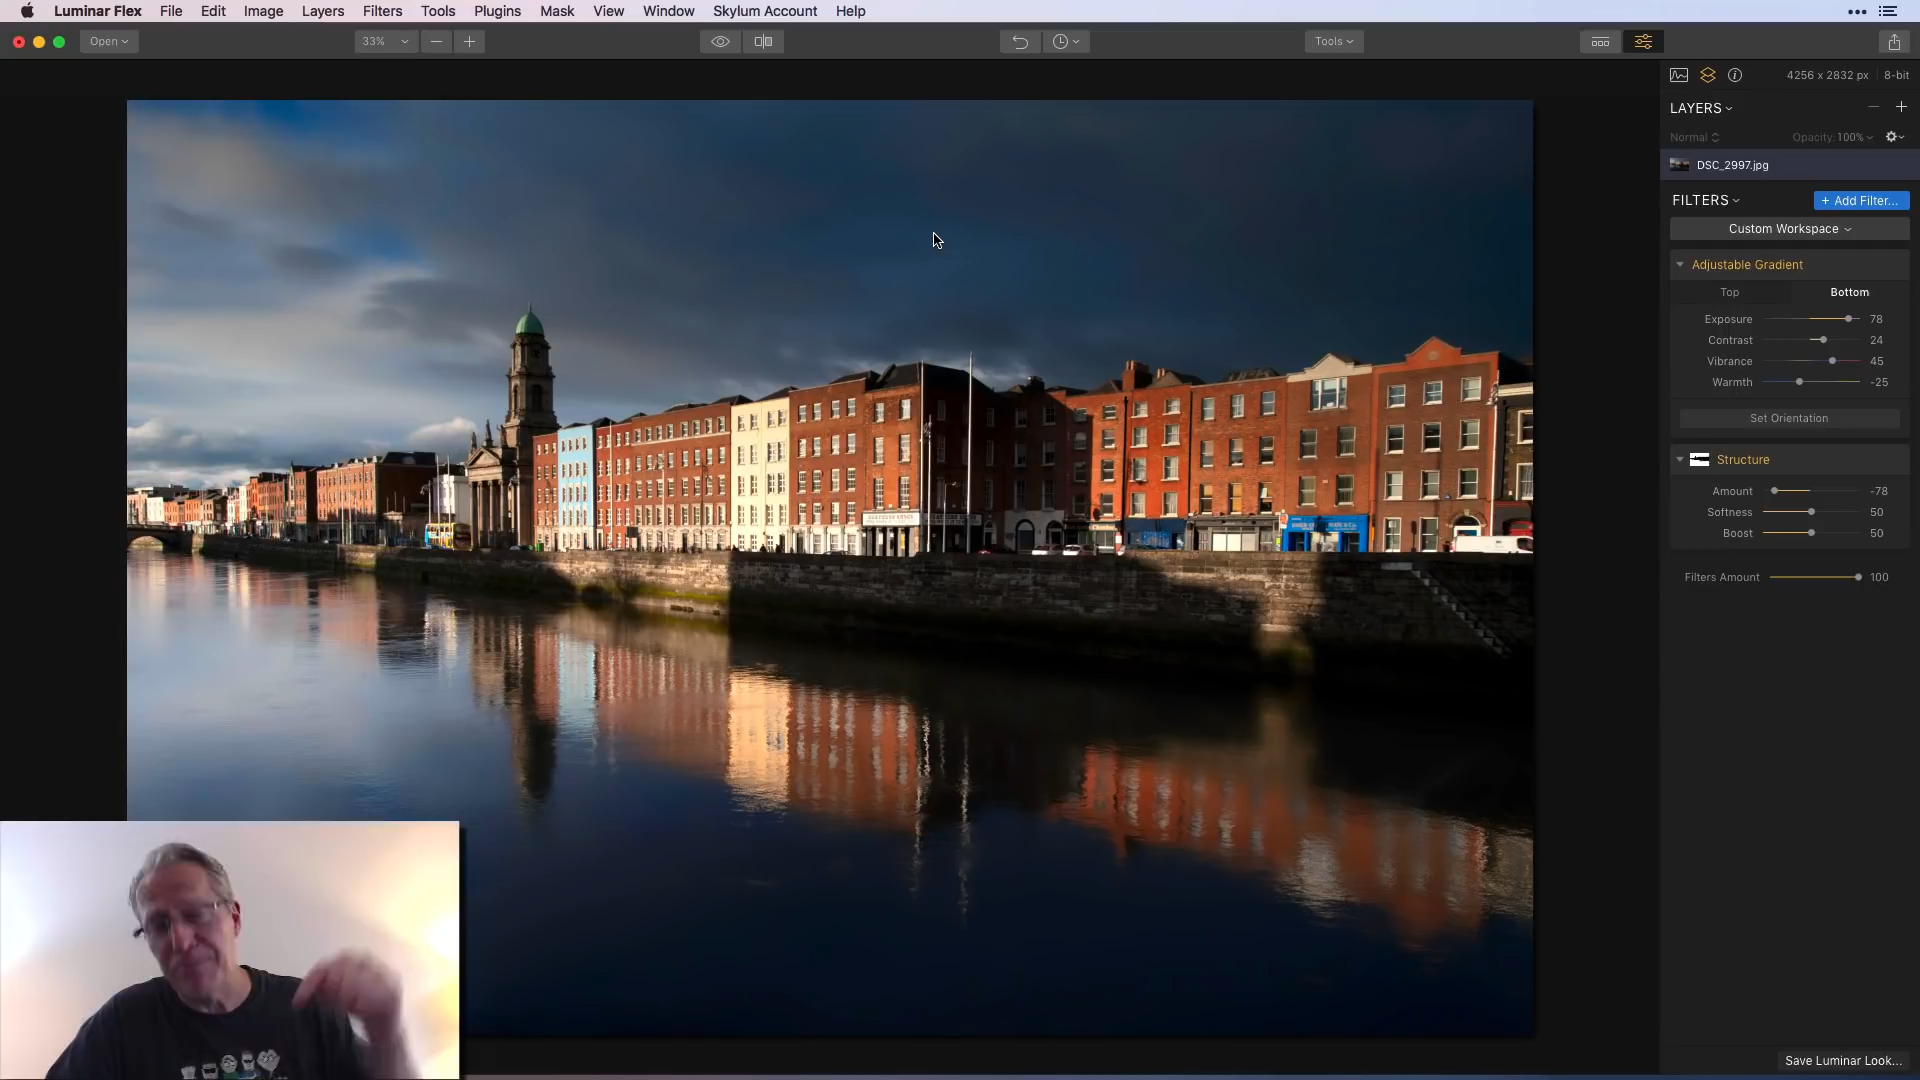 Luminar Flex File Edit Image Layers Filters Tools Plugins Mask View Window Skylum Account Help
Open 33% Tools
4256 x 2832 px 8-bit
LAYERS
Normal Opacity: 100%
DSC_2997.jpg
FILTERS + Add Filter...
Custom Workspace
Adjustable Gradient
Top Bottom
Exposure 78
Contrast 24
Vibrance 45
Warmth -25
Set Orientation
Structure
Amount -78
Softness 50
Boost 50
Filters Amount 100
Save Luminar Look...